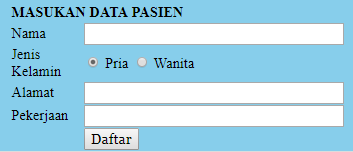 MASUKAN DATA PASIEN
Nama
Jenis
Kelamin
Pria Wanita
Alamat
Pekerjaan
Daftar